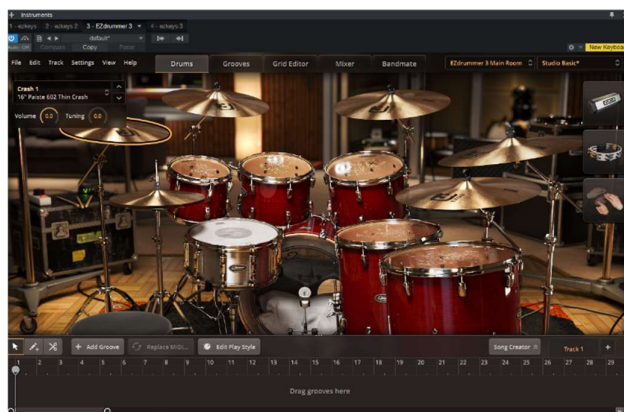 Instruments
1 - ezkeys 2 - ezkeys 2 3 - EZdrummer 3 4 - ezkeys 3
default*
Auto: Off Compare Copy Paste
New Keyboa
File Edit Track Settings View Help Drums Grooves Grid Editor Mixer Bandmate EZdrummer 3 Main Room Studio Basic*
Crash 1
16" Paiste 602 Thin Crash
Volume 0.0 Tuning 0.0
+ Add Groove Replace MIDI... Edit Play Style Song Creator Track 1 +
1 2 3 4 5 6 7 8 9 10 11 12 13 14 15 16 17 18 19 20 21 22 23 24 25 26 27 28 29
Drag grooves here